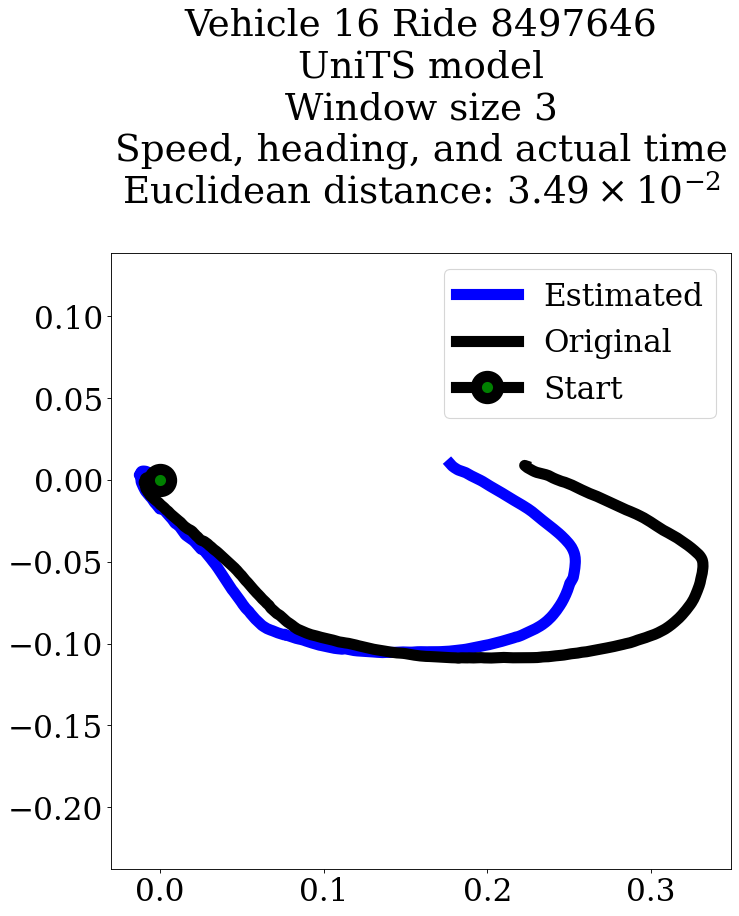 Vehicle 16 Ride 8497646
UniTS model
Window size 3
Speed, heading, and actual time
Euclidean distance: 3.49 × 10⁻²
Estimated
Original
Start
0.10
0.05
0.00
−0.05
−0.10
−0.15
−0.20
0.0 0.1 0.2 0.3